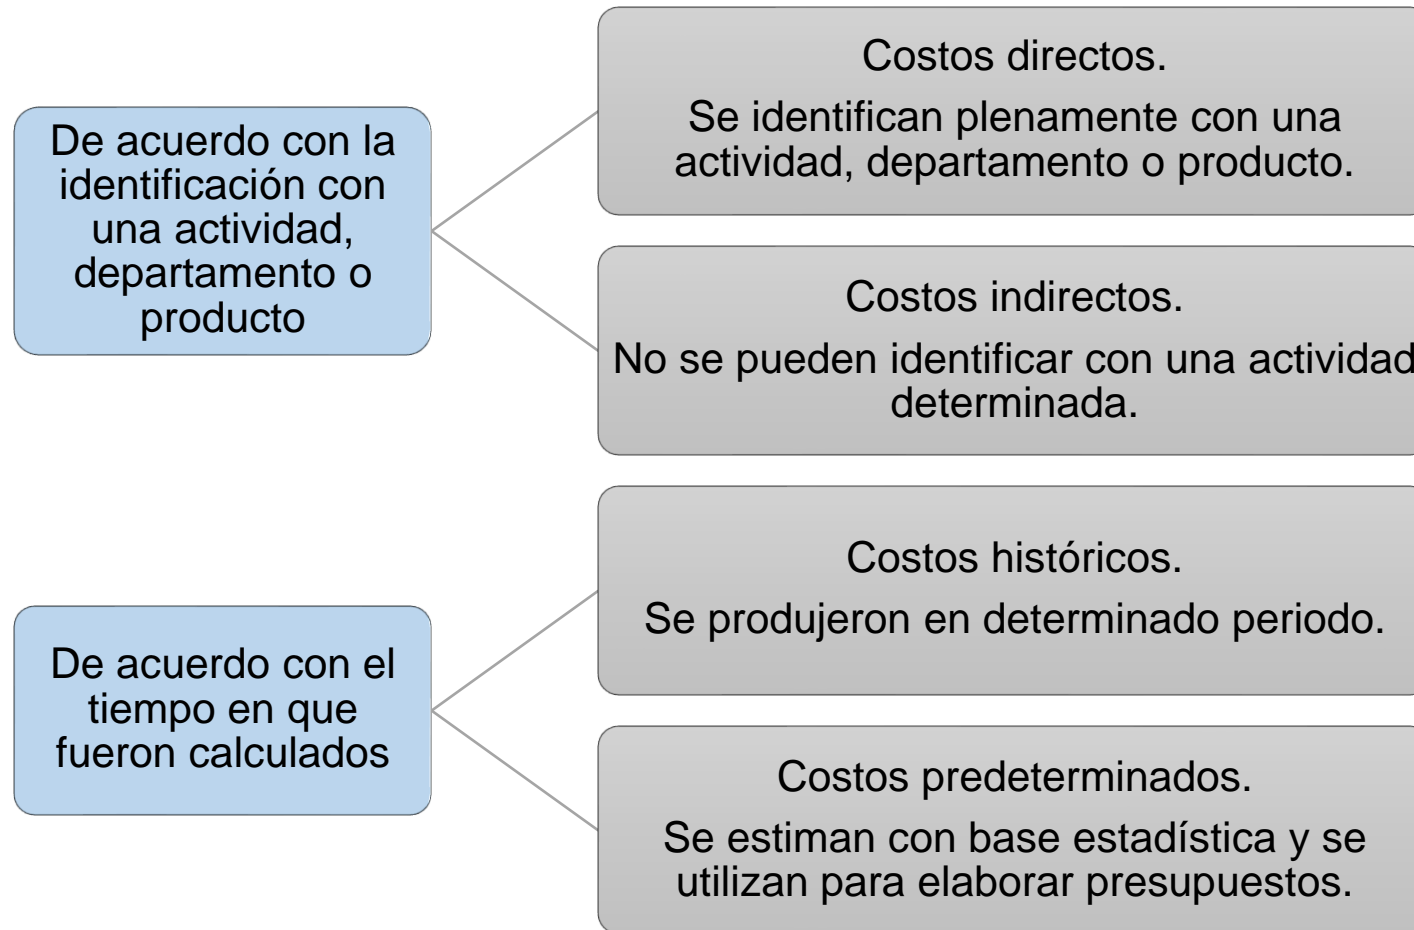 De acuerdo con la
identificación con
una actividad,
departamento o
producto
Costos directos.
Se identifican plenamente con una
actividad, departamento o producto.
Costos indirectos.
No se pueden identificar con una actividad
determinada.
De acuerdo con el
tiempo en que
fueron calculados
Costos históricos.
Se produjeron en determinado periodo.
Costos predeterminados.
Se estiman con base estadística y se
utilizan para elaborar presupuestos.